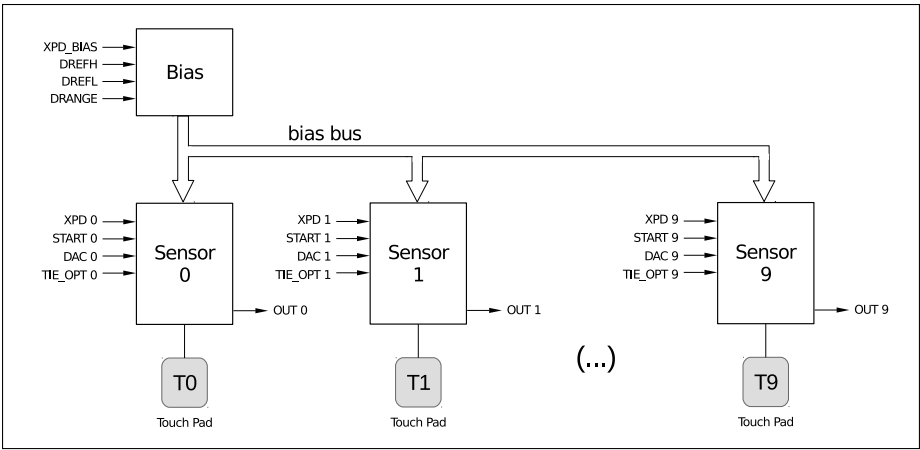 XPD_BIAS
DREFH
DREFL
DRANGE
Bias
bias bus
XPD 0
START 0
DAC 0
TIE_OPT 0
Sensor
0
OUT 0
XPD 1
START 1
DAC 1
TIE_OPT 1
Sensor
1
OUT 1
XPD 9
START 9
DAC 9
TIE_OPT 9
Sensor
9
OUT 9
(...)
T0
T1
T9
Touch Pad
Touch Pad
Touch Pad